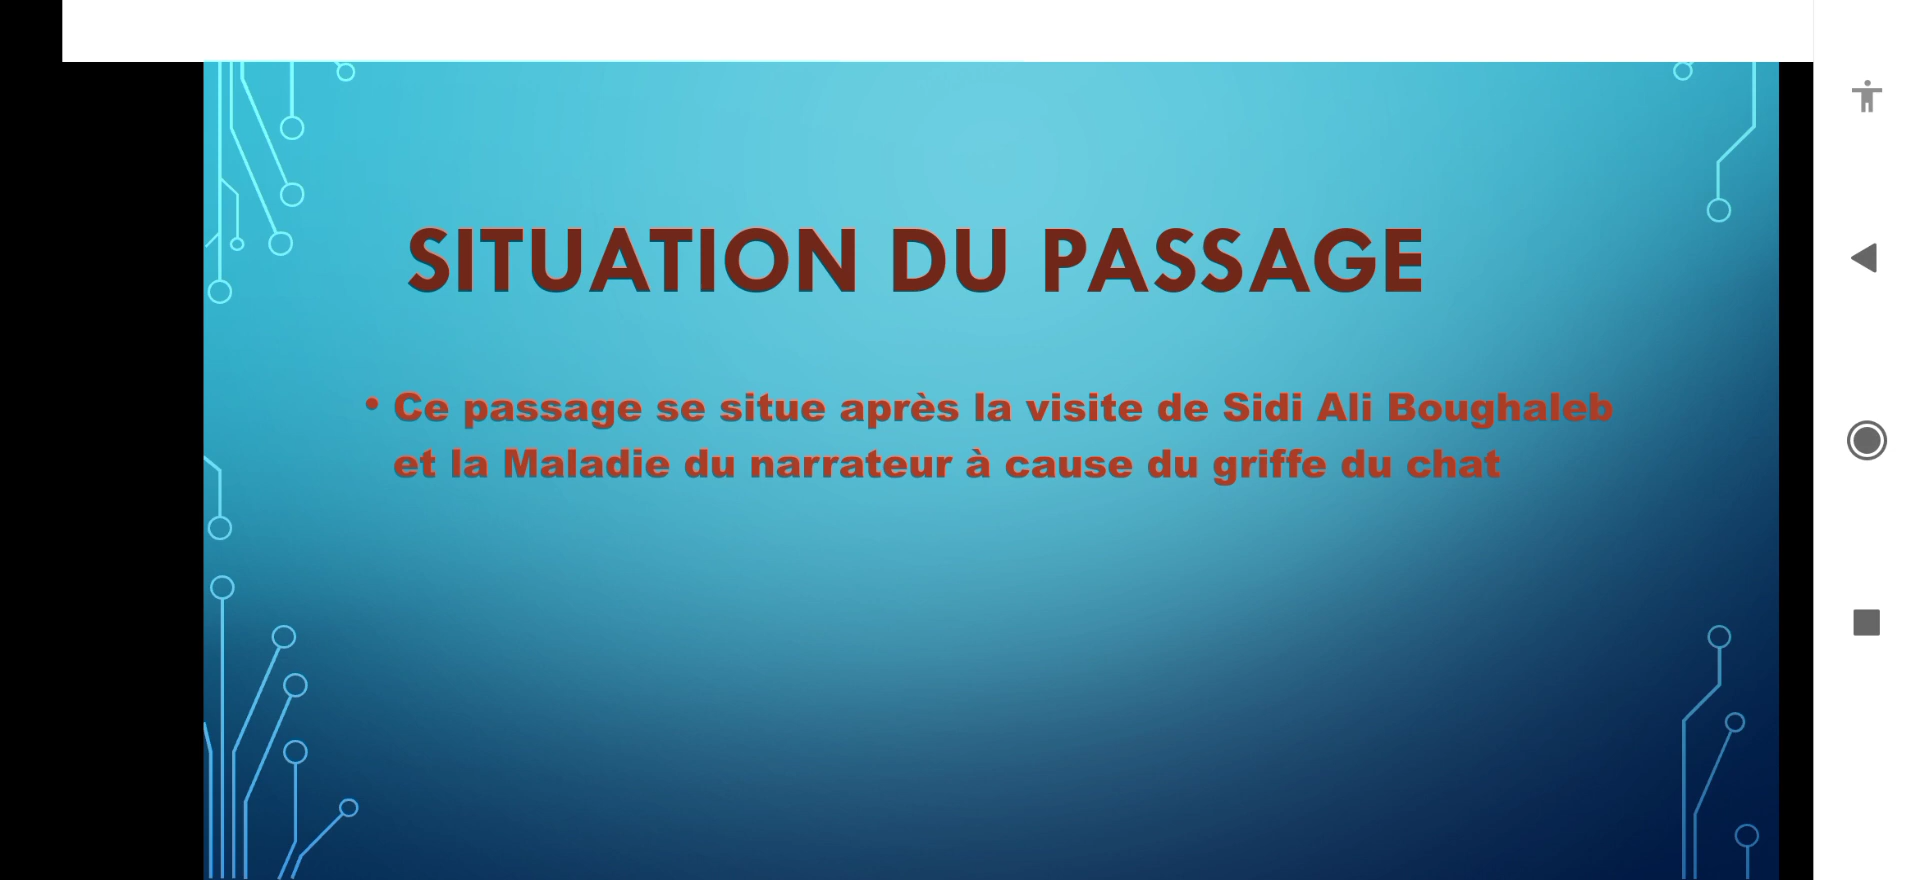 SITUATION DU PASSAGE
• Ce passage se situe après la visite de Sidi Ali Boughaleb
et la Maladie du narrateur à cause du griffe du chat